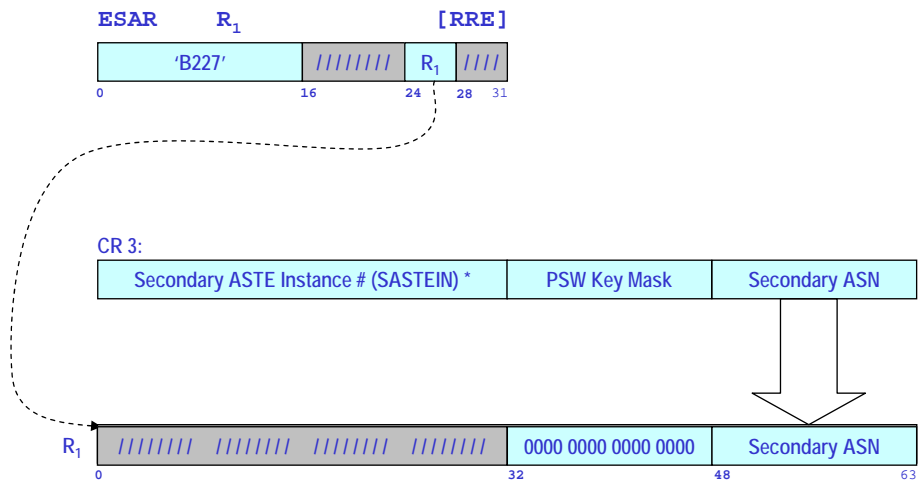 ESAR R1 [RRE]
‘B227’ //////// R1 ////
0 16 24 28 31
CR 3:
Secondary ASTE Instance # (SASTEIN) * PSW Key Mask Secondary ASN
R1 //////// //////// //////// //////// 0000 0000 0000 0000 Secondary ASN
0 32 48 63